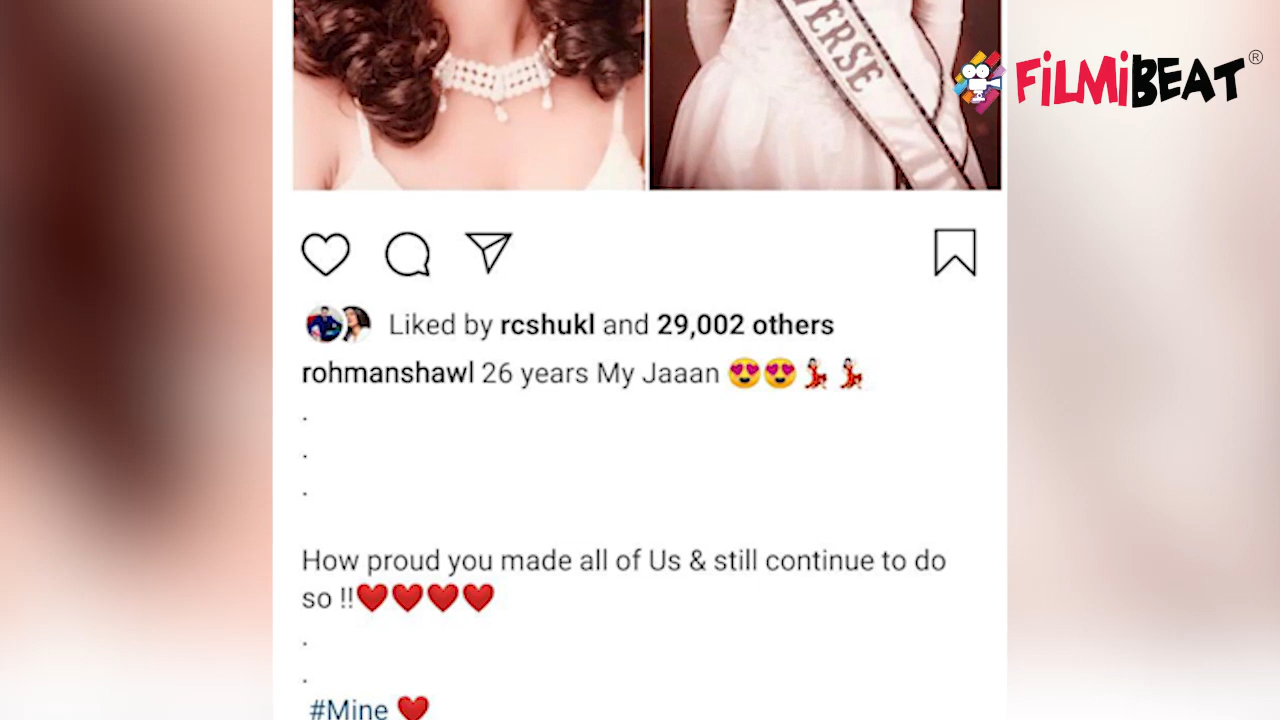 VERSE
FiLMiBEAT®
Liked by rcshukl and 29,002 others
rohmanshawl 26 years My Jaaan 😍😍💃💃
.
.
.
How proud you made all of Us & still continue to do
so !!❤️❤️❤️❤️
.
.
#Mine ❤️